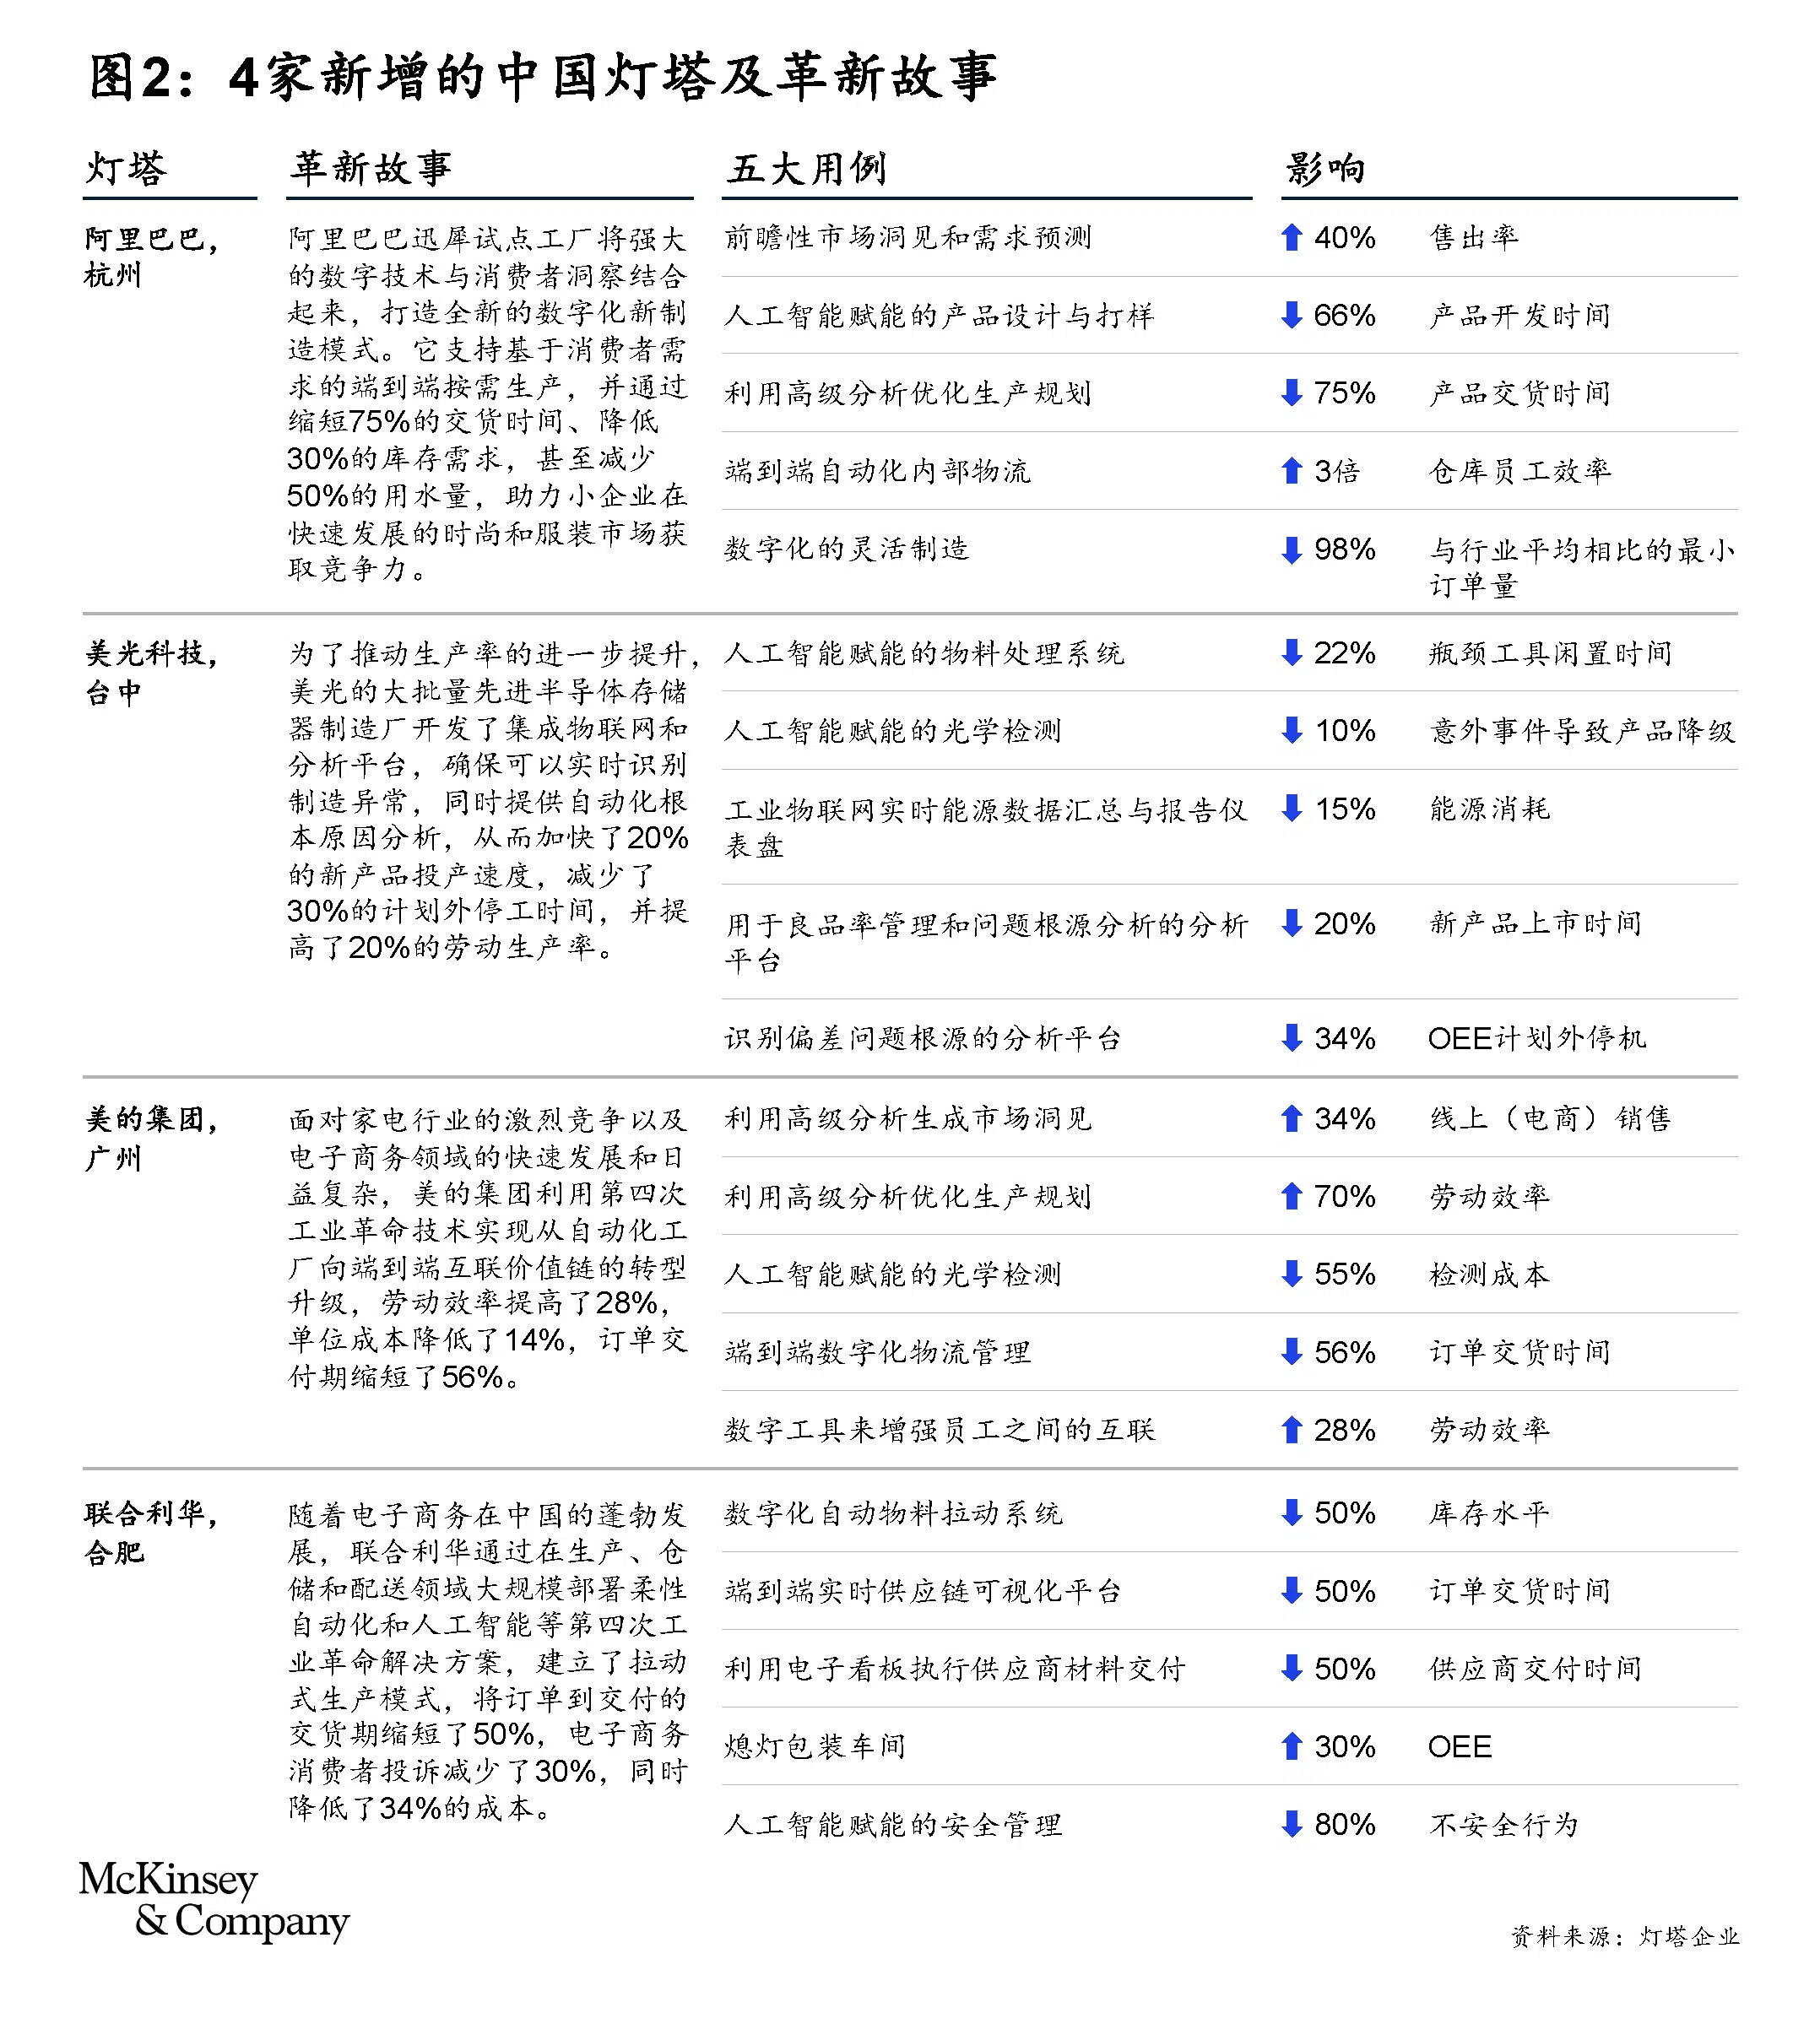 图2：4家新增的中国灯塔及革新故事
灯塔
革新故事
五大用例
影响
阿里巴巴，
杭州
阿里巴巴迅犀试点工厂将强大
的数字技术与消费者洞察结合
起来，打造全新的数字化新制
造模式。它支持基于消费者需
求的端到端按需生产，并通过
缩短75%的交货时间、降低
30%的库存需求，甚至减少
50%的用水量，助力小企业在
快速发展的时尚和服装市场获
取竞争力。
前瞻性市场洞见和需求预测
40% 售出率
人工智能赋能的产品设计与打样
66% 产品开发时间
利用高级分析优化生产规划
75% 产品交货时间
端到端自动化内部物流
3倍 仓库员工效率
数字化的灵活制造
98% 与行业平均相比的最小
订单量
美光科技，
台中
为了推动生产率的进一步提升，
美光的大批量先进半导体存储
器制造厂开发了集成物联网和
分析平台，确保可以实时识别
制造异常，同时提供自动化根
本原因分析，从而加快了20%
的新产品投产速度，减少了
30%的计划外停工时间，并提
高了20%的劳动生产率。
人工智能赋能的物料处理系统
22% 瓶颈工具闲置时间
人工智能赋能的光学检测
10% 意外事件导致产品降级
工业物联网实时能源数据汇总与报告仪
表盘
15% 能源消耗
用于良品率管理和问题根源分析的分析
平台
20% 新产品上市时间
识别偏差问题根源的分析平台
34% OEE计划外停机
美的集团，
广州
面对家电行业的激烈竞争以及
电子商务领域的快速发展和日
益复杂，美的集团利用第四次
工业革命技术实现从自动化工
厂向端到端互联价值链的转型
升级，劳动效率提高了28%，
单位成本降低了14%，订单交
付期缩短了56%。
利用高级分析生成市场洞见
34% 线上（电商）销售
利用高级分析优化生产规划
70% 劳动效率
人工智能赋能的光学检测
55% 检测成本
端到端数字化物流管理
56% 订单交货时间
数字工具来增强员工之间的互联
28% 劳动效率
联合利华，
合肥
随着电子商务在中国的蓬勃发
展，联合利华通过在生产、仓
储和配送领域大规模部署柔性
自动化和人工智能等第四次工
业革命解决方案，建立了拉动
式生产模式，将订单到交付的
交货期缩短了50%，电子商务
消费者投诉减少了30%，同时
降低了34%的成本。
数字化自动物料拉动系统
50% 库存水平
端到端实时供应链可视化平台
50% 订单交货时间
利用电子看板执行供应商材料交付
50% 供应商交付时间
熄灯包装车间
30% OEE
人工智能赋能的安全管理
80% 不安全行为
McKinsey
& Company
资料来源：灯塔企业